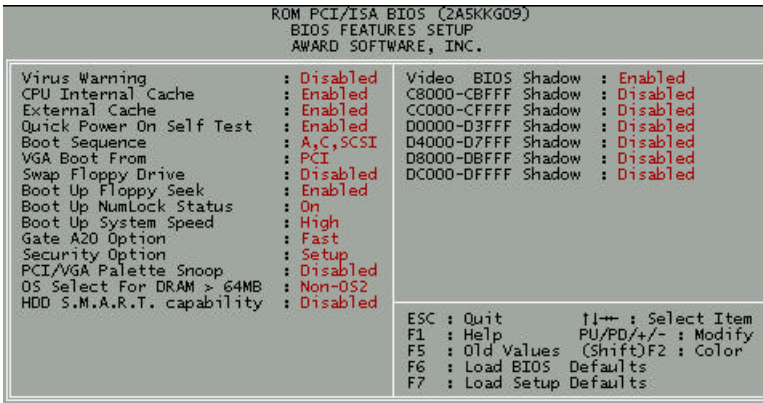 ROM PCI/ISA BIOS (2A5KKG09)
BIOS FEATURES SETUP
AWARD SOFTWARE, INC.
Virus Warning : Disabled
CPU Internal Cache : Enabled
External Cache : Enabled
Quick Power On Self Test : Enabled
Boot Sequence : A,C,SCSI
VGA Boot From : PCI
Swap Floppy Drive : Disabled
Boot Up Floppy Seek : Enabled
Boot Up NumLock Status : On
Boot Up System Speed : High
Gate A20 Option : Fast
Security Option : Setup
PCI/VGA Palette Snoop : Disabled
OS Select For DRAM > 64MB : Non-OS2
HDD S.M.A.R.T. capability : Disabled
Video BIOS Shadow : Enabled
C8000-CBFFF Shadow : Disabled
CC000-CFFFF Shadow : Disabled
D0000-D3FFF Shadow : Disabled
D4000-D7FFF Shadow : Disabled
D8000-DBFFF Shadow : Disabled
DC000-DFFFF Shadow : Disabled
ESC : Quit ↑↓→← : Select Item
F1 : Help PU/PD/+/- : Modify
F5 : Old Values (Shift)F2 : Color
F6 : Load BIOS Defaults
F7 : Load Setup Defaults